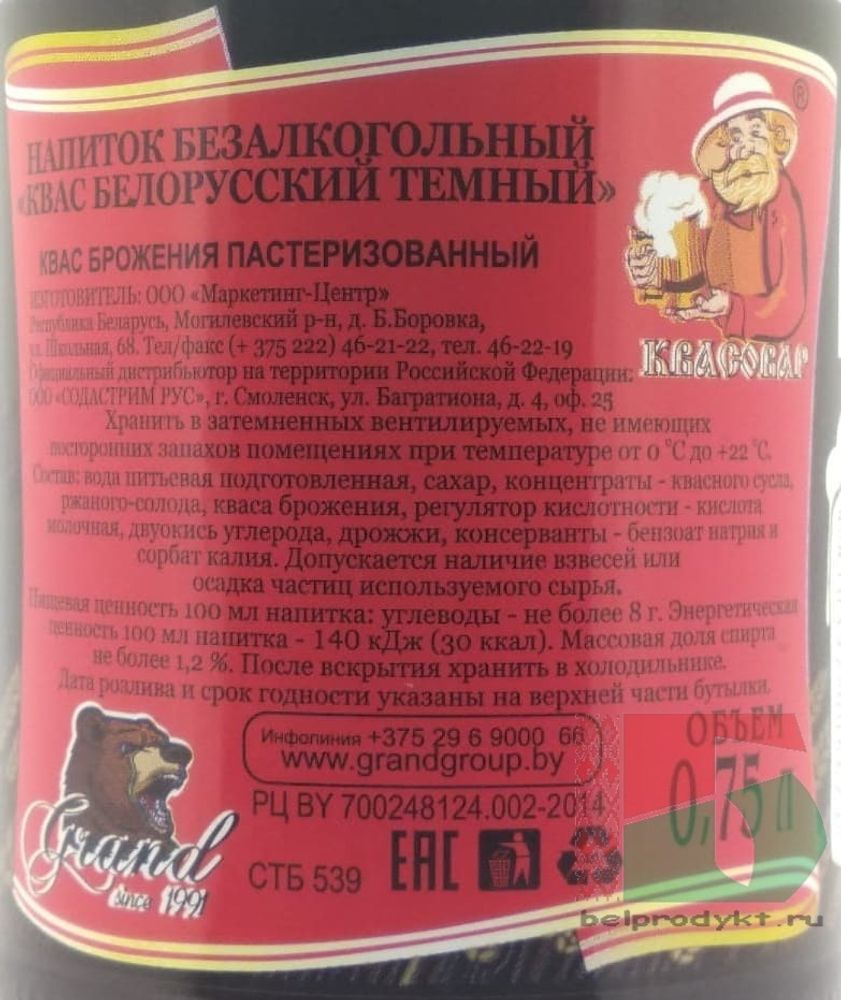 НАПИТОК БЕЗАЛКОГОЛЬНЫЙ
«КВАС БЕЛОРУССКИЙ ТЕМНЫЙ»
®
КВАС БРОЖЕНИЯ ПАСТЕРИЗОВАННЫЙ
ИЗГОТОВИТЕЛЬ: ООО «Маркетинг-Центр»
Республика Беларусь, Могилевский р-н, д. Б.Боровка,
ул. Школьная, 68. Тел/факс (+ 375 222) 46-21-22, тел. 46-22-19
Официальный дистрибьютор на территории Российской Федерации:
ООО «СОДАСТРИМ РУС», г. Смоленск, ул. Багратиона, д. 4, оф. 25
КВАСОВАР
Хранить в затемненных вентилируемых, не имеющих
посторонних запахов помещениях при температуре от 0 °С до +22 °С.
Состав: вода питьевая подготовленная, сахар, концентраты - квасного сусла,
ржаного-солода, кваса брожения, регулятор кислотности - кислота
молочная, двуокись углерода, дрожжи, консерванты - бензоат натрия и
сорбат калия. Допускается наличие взвесей или
осадка частиц используемого сырья.
Пищевая ценность 100 мл напитка: углеводы - не более 8 г. Энергетическая
ценность 100 мл напитка - 140 кДж (30 ккал). Массовая доля спирта
не более 1,2 %. После вскрытия хранить в холодильнике.
Дата розлива и срок годности указаны на верхней части бутылки.
Инфолиния +375 29 6 9000 66
www.grandgroup.by
ОБЪЕМ
0,75 л
РЦ BY 700248124.002-2014
Grand
since 1991
СТБ 539
EAC
belprodykt.ru